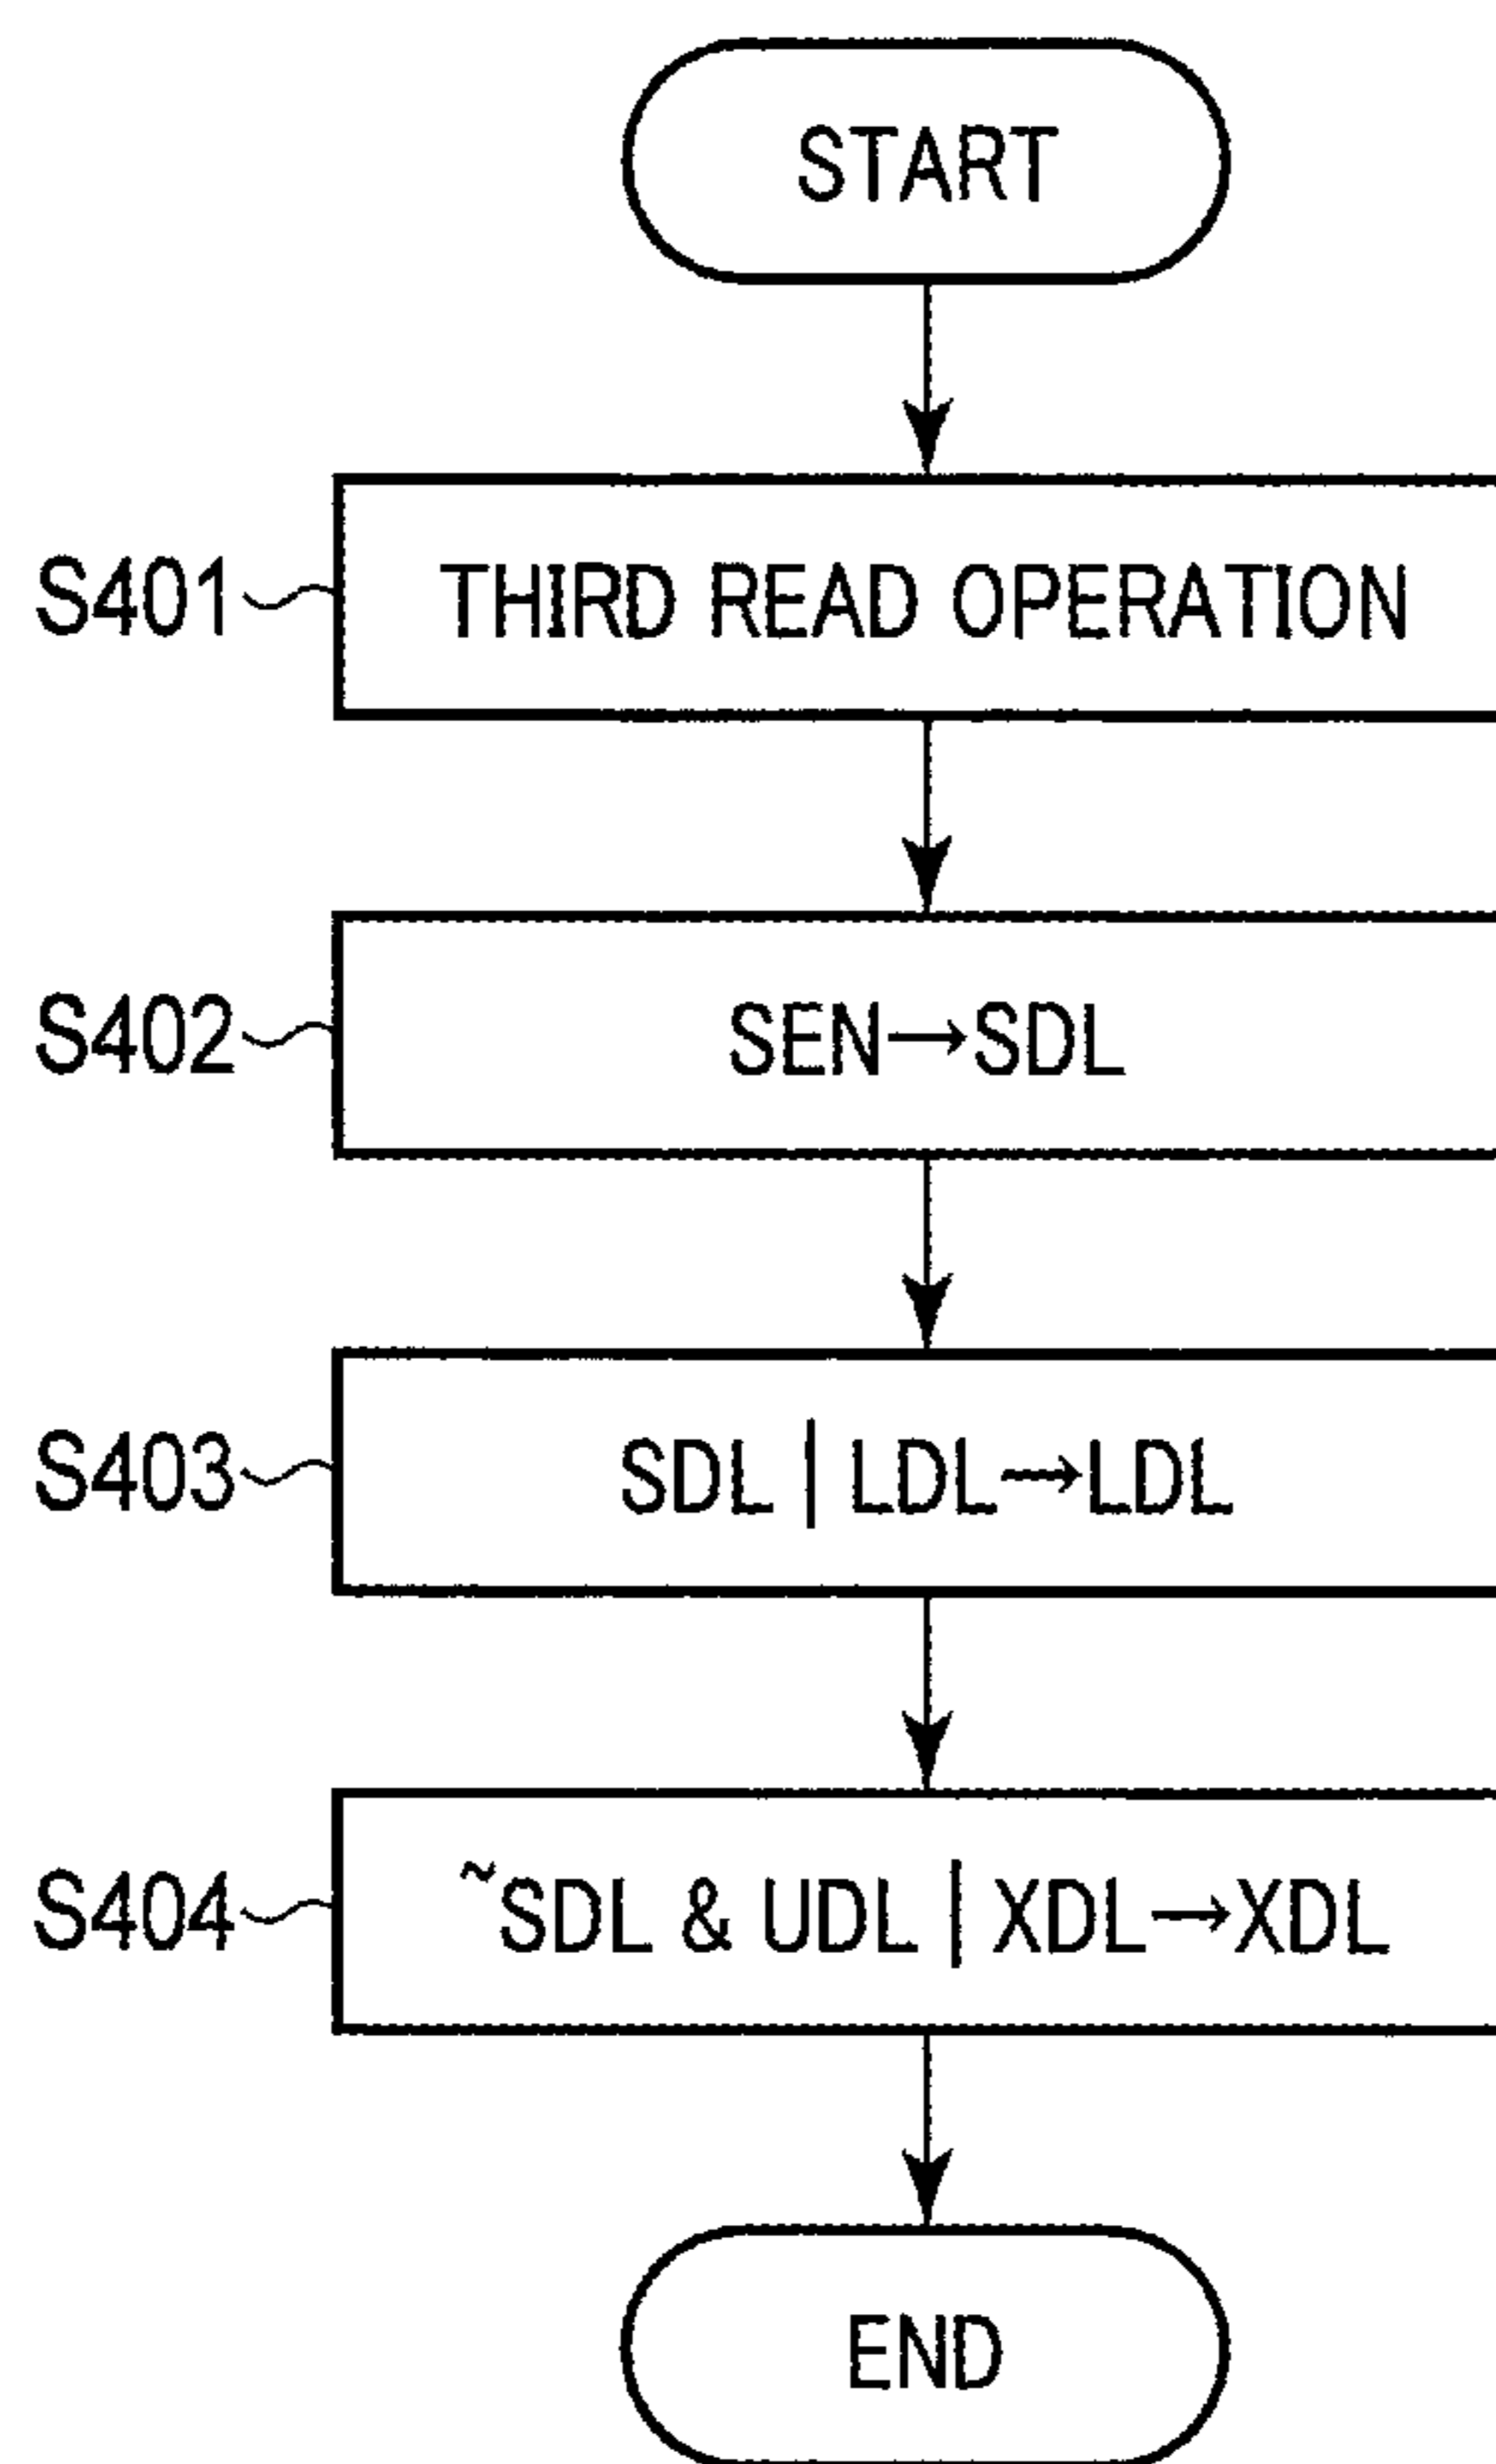 START
S401 THIRD READ OPERATION
S402 SEN→SDL
S403 SDL | LDL→LDL
S404 ~SDL & UDL | XDL→XDL
END